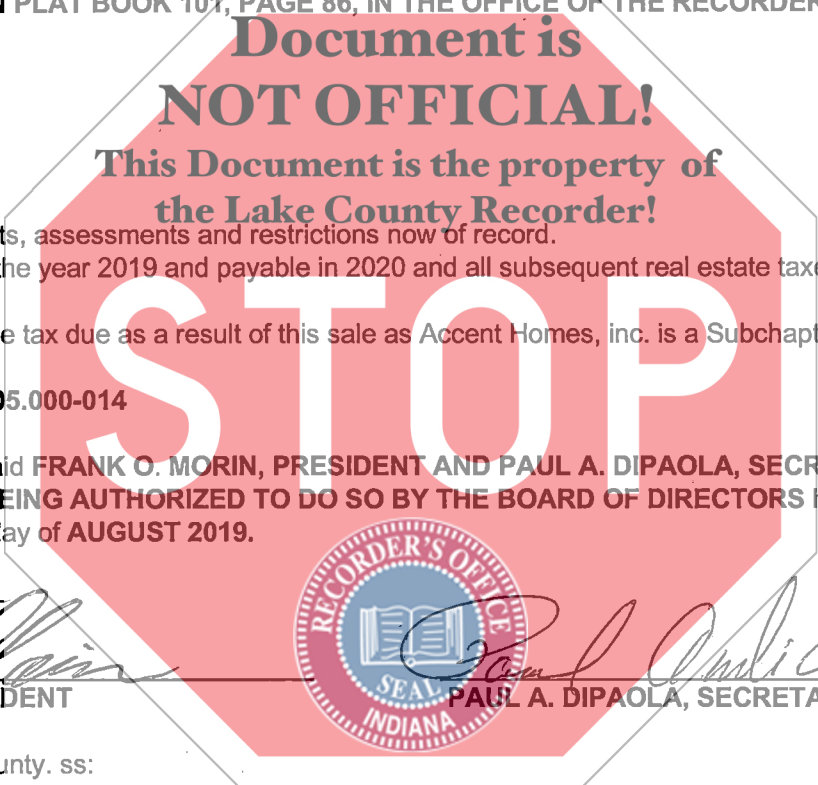 PLAT BOOK 101, PAGE 86, IN THE OFFICE OF THE RECORDER
Document is
NOT OFFICIAL!
This Document is the property of
the Lake County Recorder!
ts, assessments and restrictions now of record.
he year 2019 and payable in 2020 and all subsequent real estate taxe
e tax due as a result of this sale as Accent Homes, inc. is a Subchapt
STOP
05.000-014
id FRANK O. MORIN, PRESIDENT AND PAUL A. DIPAOLA, SECR
EING AUTHORIZED TO DO SO BY THE BOARD OF DIRECTORS
ay of AUGUST 2019.
RECORDER'S OFFICE
SEAL
INDIANA
DENT
PAUL A. DIPAOLA, SECRETA
unty. ss: